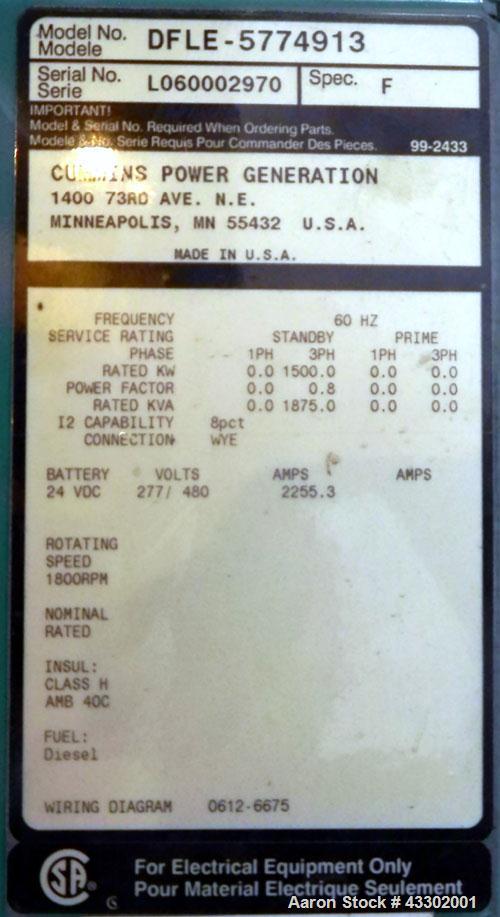 Model No. DFLE-5774913
Modele
Serial No. L060002970 Spec. F
Serie
IMPORTANT!
Model & Serial No. Required When Ordering Parts.
Modele & No. Serie Requis Pour Commander Des Pieces. 99-2433
CUMMINS POWER GENERATION
1400 73RD AVE. N.E.
MINNEAPOLIS, MN 55432 U.S.A.
MADE IN U.S.A.
FREQUENCY 60 HZ
SERVICE RATING STANDBY PRIME
PHASE 1PH 3PH 1PH 3PH
RATED KW 0.0 1500.0 0.0 0.0
POWER FACTOR 0.0 0.8 0.0 0.0
RATED KVA 0.0 1875.0 0.0 0.0
I2 CAPABILITY 8pct
CONNECTION WYE
BATTERY VOLTS AMPS AMPS
24 VDC 277/ 480 2255.3
ROTATING
SPEED
1800RPM
NOMINAL
RATED
INSUL:
CLASS H
AMB 40C
FUEL:
Diesel
WIRING DIAGRAM 0612-6675
SA ® For Electrical Equipment Only
G Pour Material Electrique Seulement
Aaron Stock # 43302001